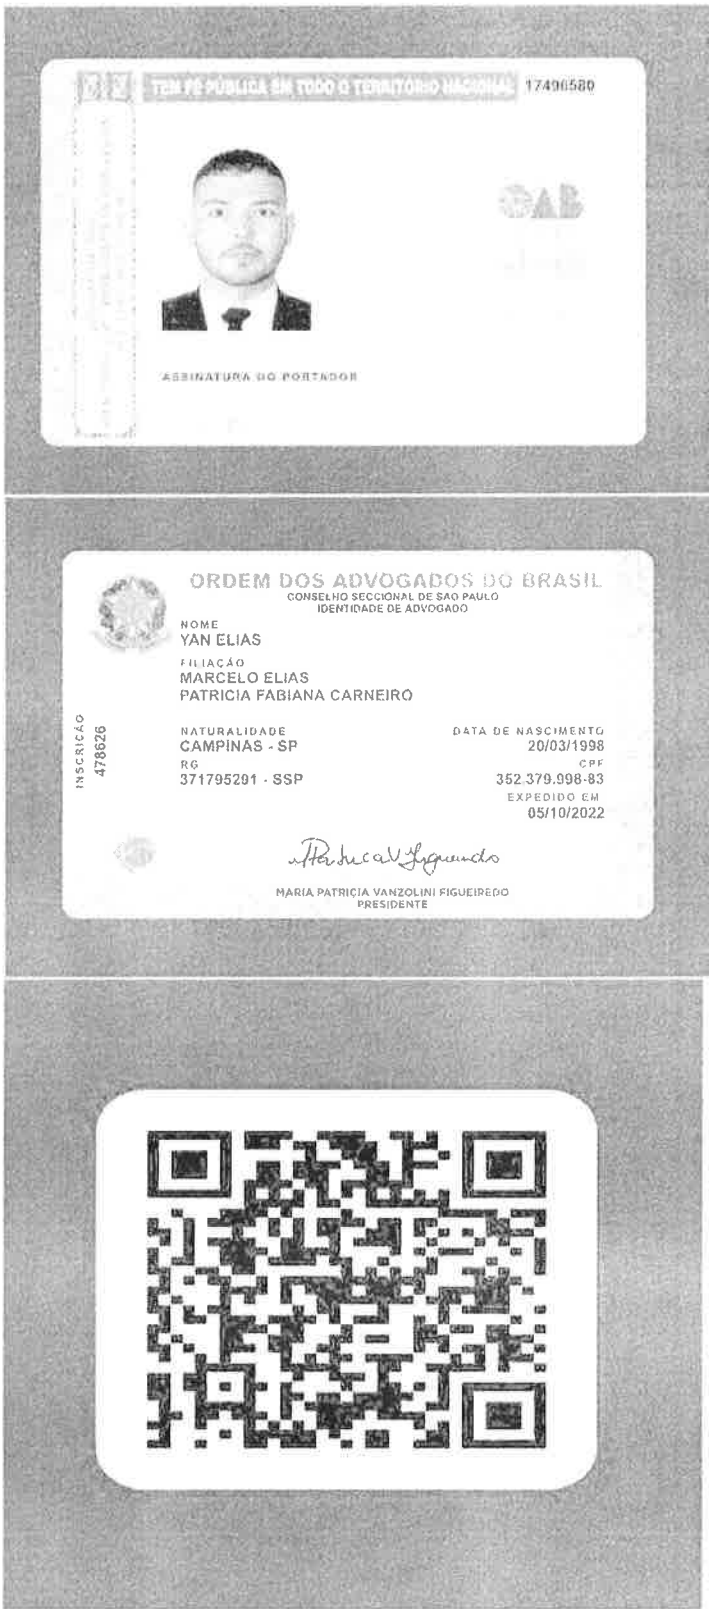 TEM FÉ PÚBLICA EM TODO O TERRITÓRIO NACIONAL 17496580
OAB
ASSINATURA DO PORTADOR
ORDEM DOS ADVOGADOS DO BRASIL
CONSELHO SECCIONAL DE SÃO PAULO
IDENTIDADE DE ADVOGADO
NOME
YAN ELIAS
FILIAÇÃO
MARCELO ELIAS
PATRICIA FABIANA CARNEIRO
NATURALIDADE
CAMPINAS - SP
DATA DE NASCIMENTO
20/03/1998
RG
371795291 - SSP
CPF
352.379.998-83
EXPEDIDO EM
05/10/2022
INSCRIÇÃO
478626
MARIA PATRICIA VANZOLINI FIGUEIREDO
PRESIDENTE